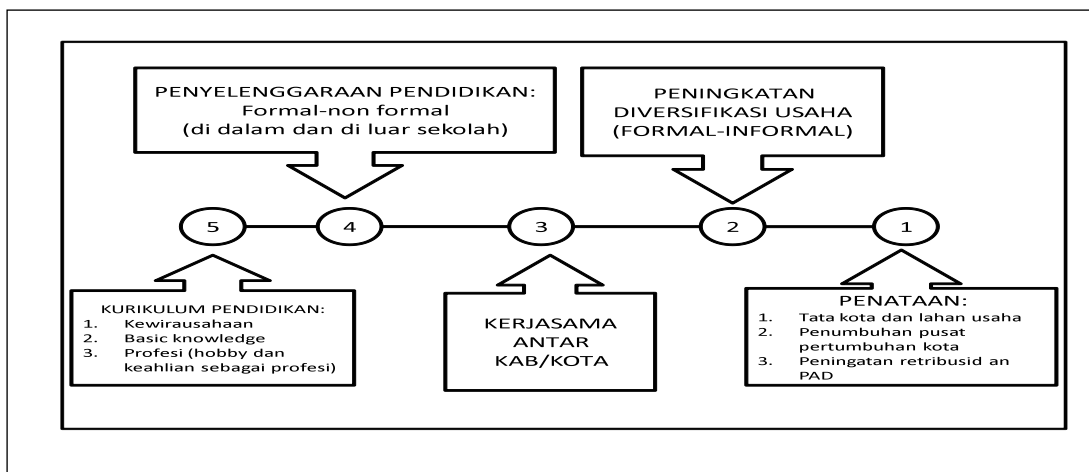 PENYELENGGARAAN PENDIDIKAN:
Formal-non formal
(di dalam dan di luar sekolah)
PENINGKATAN
DIVERSIFIKASI USAHA
(FORMAL-INFORMAL)
5
4
3
2
1
KURIKULUM PENDIDIKAN:
1. Kewirausahaan
2. Basic knowledge
3. Profesi (hobby dan
keahlian sebagai profesi)
KERJASAMA
ANTAR
KAB/KOTA
PENATAAN:
1. Tata kota dan lahan usaha
2. Penumbuhan pusat
pertumbuhan kota
3. Peningatan retribusid an
PAD